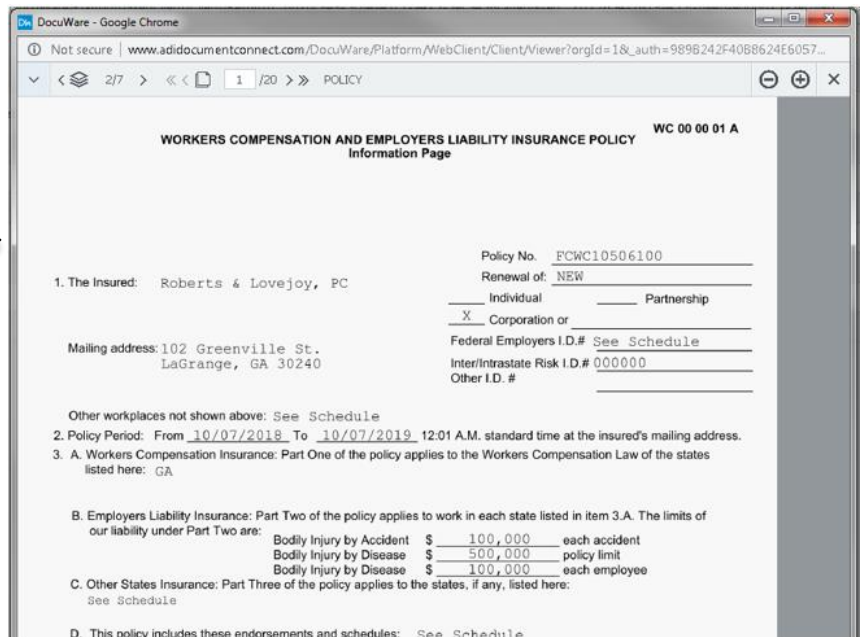 DocuWare - Google Chrome
Not secure | www.adidocumentconnect.com/DocuWare/Platform/WebClient/Client/Viewer?orgId=1&_auth=989B242F40B8624E6057...
2/7 1 /20 POLICY
WC 00 00 01 A
WORKERS COMPENSATION AND EMPLOYERS LIABILITY INSURANCE POLICY
Information Page
Policy No. FCWC10506100
1. The Insured: Roberts & Lovejoy, PC
Renewal of: NEW
Individual Partnership
X Corporation or
Mailing address: 102 Greenville St.
Federal Employers I.D.# See Schedule
LaGrange, GA 30240
Inter/Intrastate Risk I.D.# 000000
Other I.D. #
Other workplaces not shown above: See Schedule
2. Policy Period: From 10/07/2018 To 10/07/2019 12:01 A.M. standard time at the insured's mailing address.
3. A. Workers Compensation Insurance: Part One of the policy applies to the Workers Compensation Law of the states
listed here: GA
B. Employers Liability Insurance: Part Two of the policy applies to work in each state listed in item 3.A. The limits of
our liability under Part Two are:
Bodily Injury by Accident $ 100,000 each accident
Bodily Injury by Disease $ 500,000 policy limit
Bodily Injury by Disease $ 100,000 each employee
C. Other States Insurance: Part Three of the policy applies to the states, if any, listed here:
See Schedule
D. This policy includes these endorsements and schedules: See Schedule